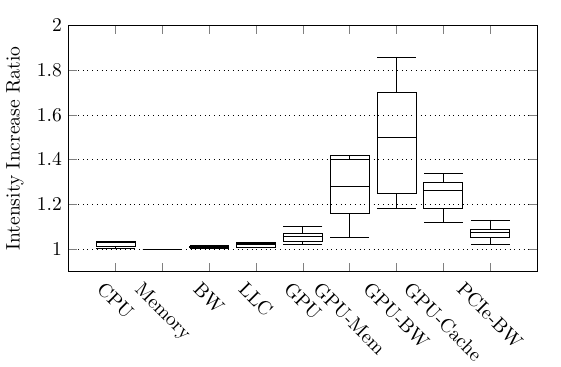 2
1.8
1.6
1.4
1.2
1
Intensity Increase Ratio
CPU
Memory
BW
LLC
GPU
GPU-Mem
GPU-BW
GPU-Cache
PCIe-BW